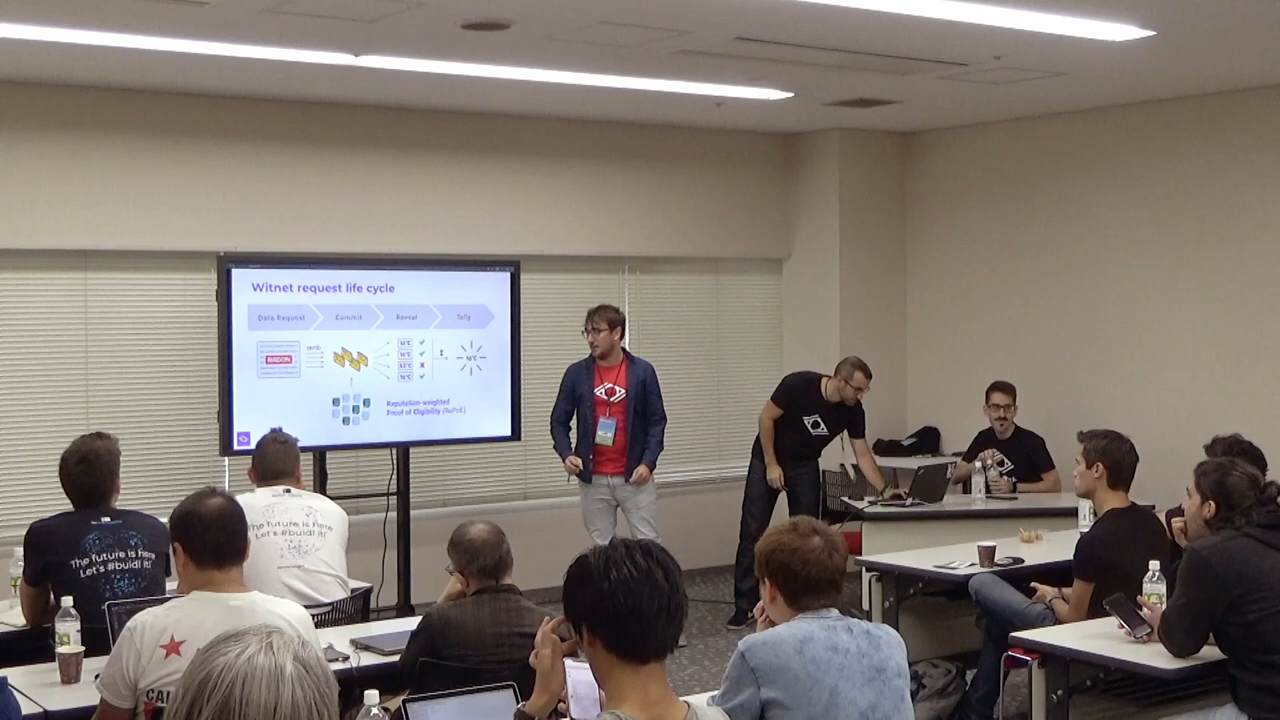 Witnet request life cycle
Data Request
Commit
Reveal
Tally
RADON
Reputation-weighted
Proof of Eligibility (RePoE)
The future is here
Let's #buidl it!
The future is here
Let's #buidl it!
CAL